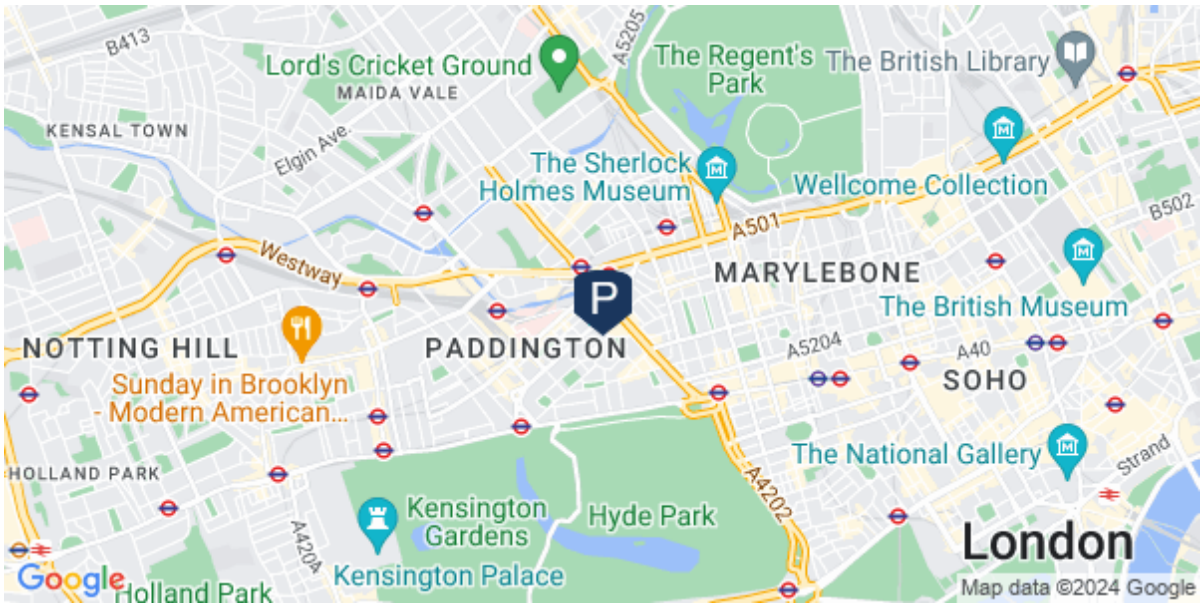 B413
A5205
Lord's Cricket Ground
MAIDA VALE
The Regent's
Park
The British Library
KENSAL TOWN
Elgin Ave.
The Sherlock
Holmes Museum
Wellcome Collection
A501
B502
Westway
MARYLEBONE
The British Museum
P
NOTTING HILL
PADDINGTON
A5204
A40
SOHO
Sunday in Brooklyn
- Modern American...
HOLLAND PARK
The National Gallery
Strand
A4202
Kensington
Gardens
Hyde Park
A4204
Kensington Palace
London
Google
Holland Park
Map data ©2024 Google